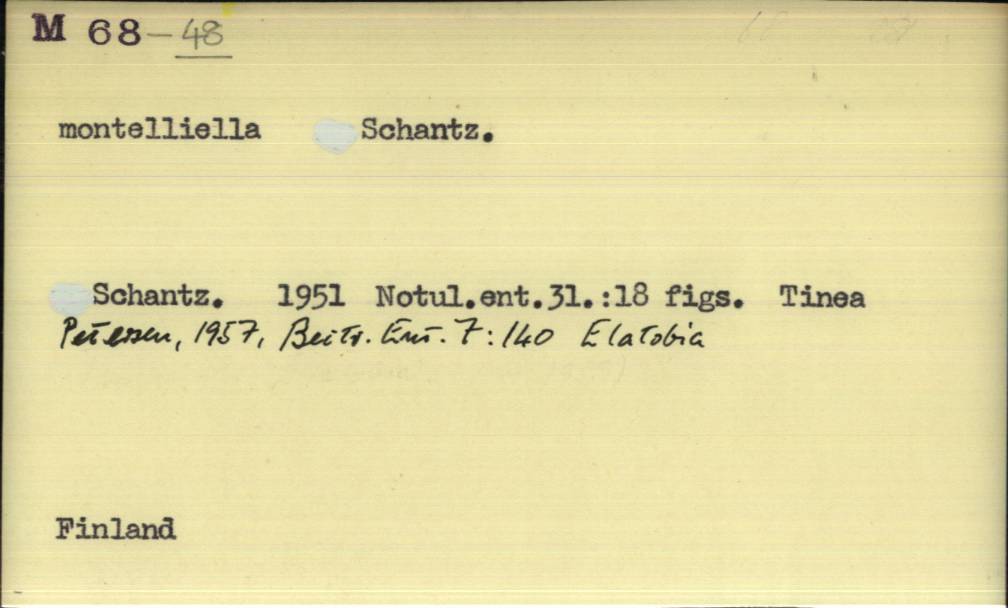 M 68-48
montelliella Schantz.
Schantz. 1951 Notul.ent.31.:18 figs. Tinea
Petersen, 1957, Beitr. Ent. 7:140 Elatobia
Finland